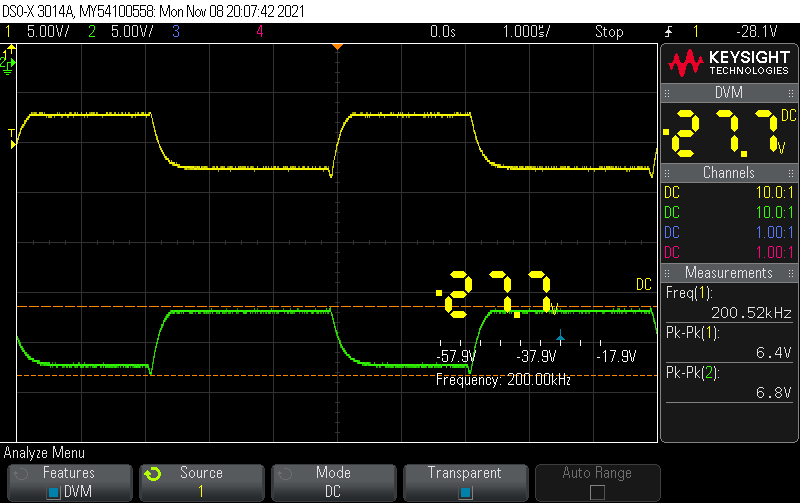 DSO-X 3014A, MY54100558: Mon Nov 08 20:07:42 2021
1 5.00V/ 2 5.00V/ 3 4 0.0s 1.000us/ Stop 1 -28.1V
KEYSIGHT
TECHNOLOGIES
DVM
-27.7 V DC
Channels
DC 10.0:1
DC 10.0:1
DC 1.00:1
DC 1.00:1
Measurements
Freq(1):
200.52kHz
Pk-Pk(1):
6.4V
Pk-Pk(2):
6.8V
2
T
-27.7 V DC
-57.9V -37.9V -17.9V
Frequency: 200.00kHz
Analyze Menu
Features
DVM
Source
1
Mode
DC
Transparent
Auto Range